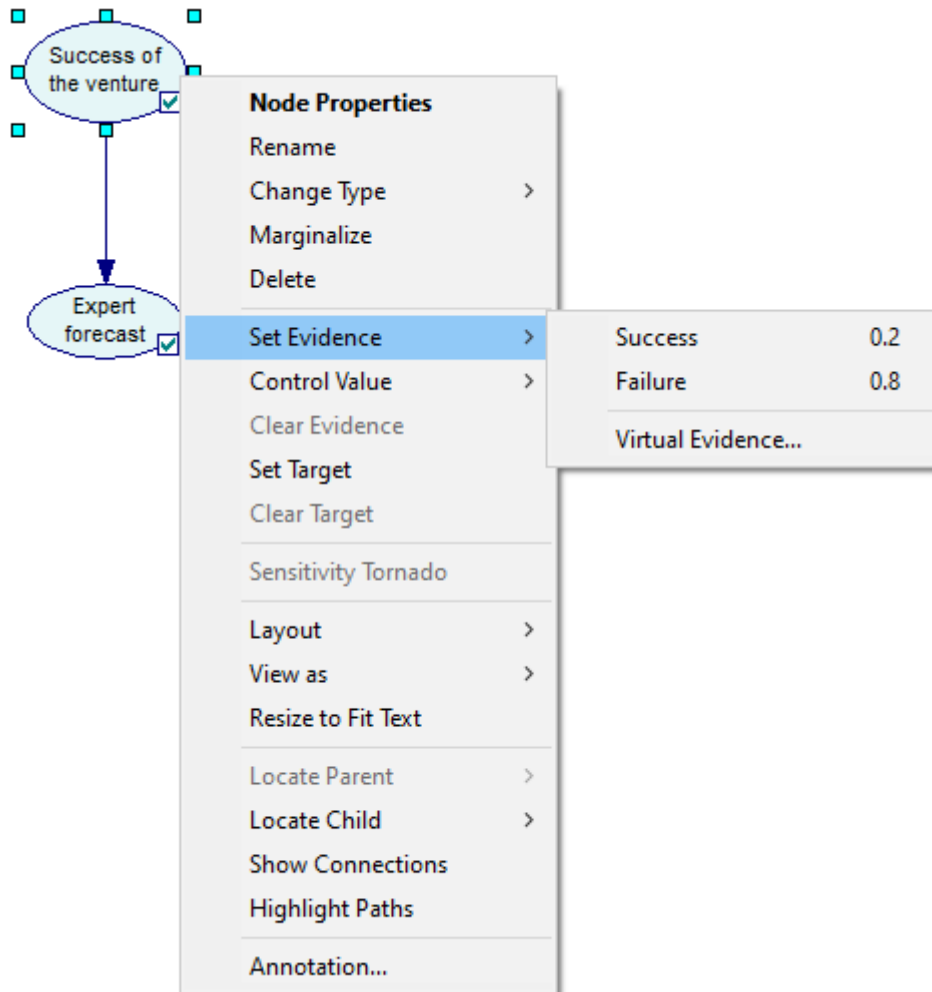 Success of
the venture
Expert
forecast
Node Properties
Rename
Change Type
Marginalize
Delete
Set Evidence
Control Value
Clear Evidence
Set Target
Clear Target
Sensitivity Tornado
Layout
View as
Resize to Fit Text
Locate Parent
Locate Child
Show Connections
Highlight Paths
Annotation...
Success 0.2
Failure 0.8
Virtual Evidence...